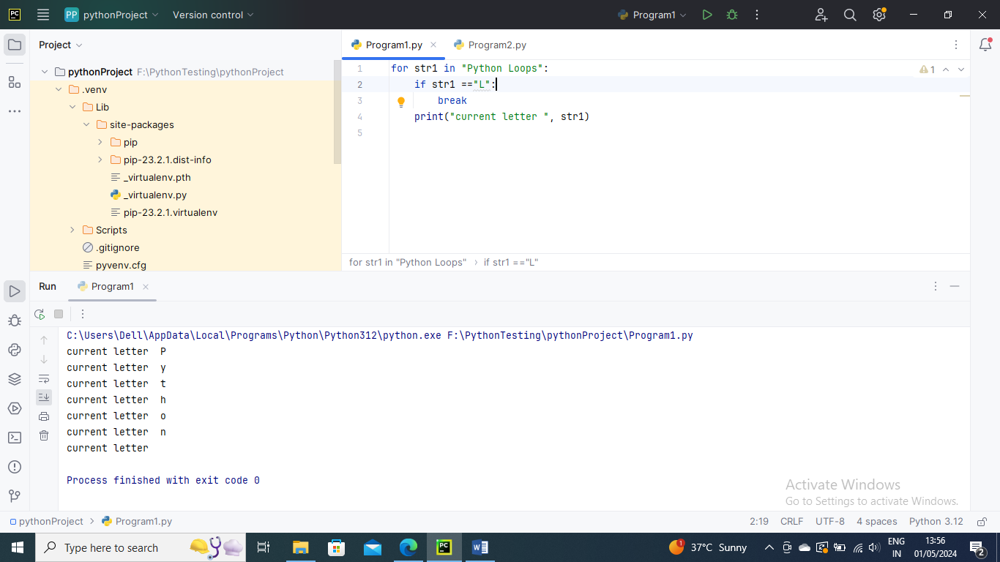 PC PP pythonProject Version control Program1
Project
pythonProject F:\PythonTesting\pythonProject
.venv
Lib
site-packages
pip
pip-23.2.1.dist-info
_virtualenv.pth
_virtualenv.py
pip-23.2.1.virtualenv
Scripts
.gitignore
pyvenv.cfg
Program1.py Program2.py
1 for str1 in "Python Loops": 1
2 if str1 =="L":
3 break
4 print("current letter ", str1)
5
for str1 in "Python Loops" › if str1 =="L"
Run Program1
C:\Users\Dell\AppData\Local\Programs\Python\Python312\python.exe F:\PythonTesting\pythonProject\Program1.py
current letter  P
current letter  y
current letter  t
current letter  h
current letter  o
current letter  n
current letter
Process finished with exit code 0
Activate Windows
Go to Settings to activate Windows.
pythonProject › Program1.py 2:19 CRLF UTF-8 4 spaces Python 3.12
Type here to search PC W 1 37°C Sunny ENG IN 13:56 01/05/2024 2